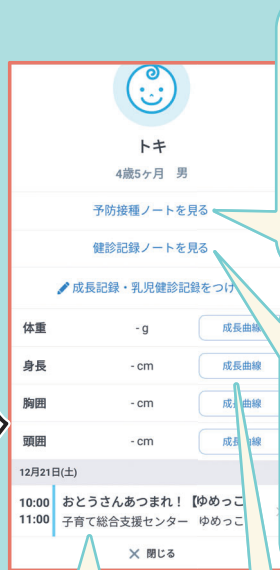 トキ
4歳5ヶ月 男
予防接種ノートを見る
健診記録ノートを見る
成長記録・乳児健診記録をつけ
体重 - g 成長曲線
身長 - cm 成長曲線
胸囲 - cm 成長曲線
頭囲 - cm 成長曲線
12月21日(土)
10:00 おとうさんあつまれ！【ゆめっこ
11:00 子育て総合支援センター ゆめっこ
× 閉じる